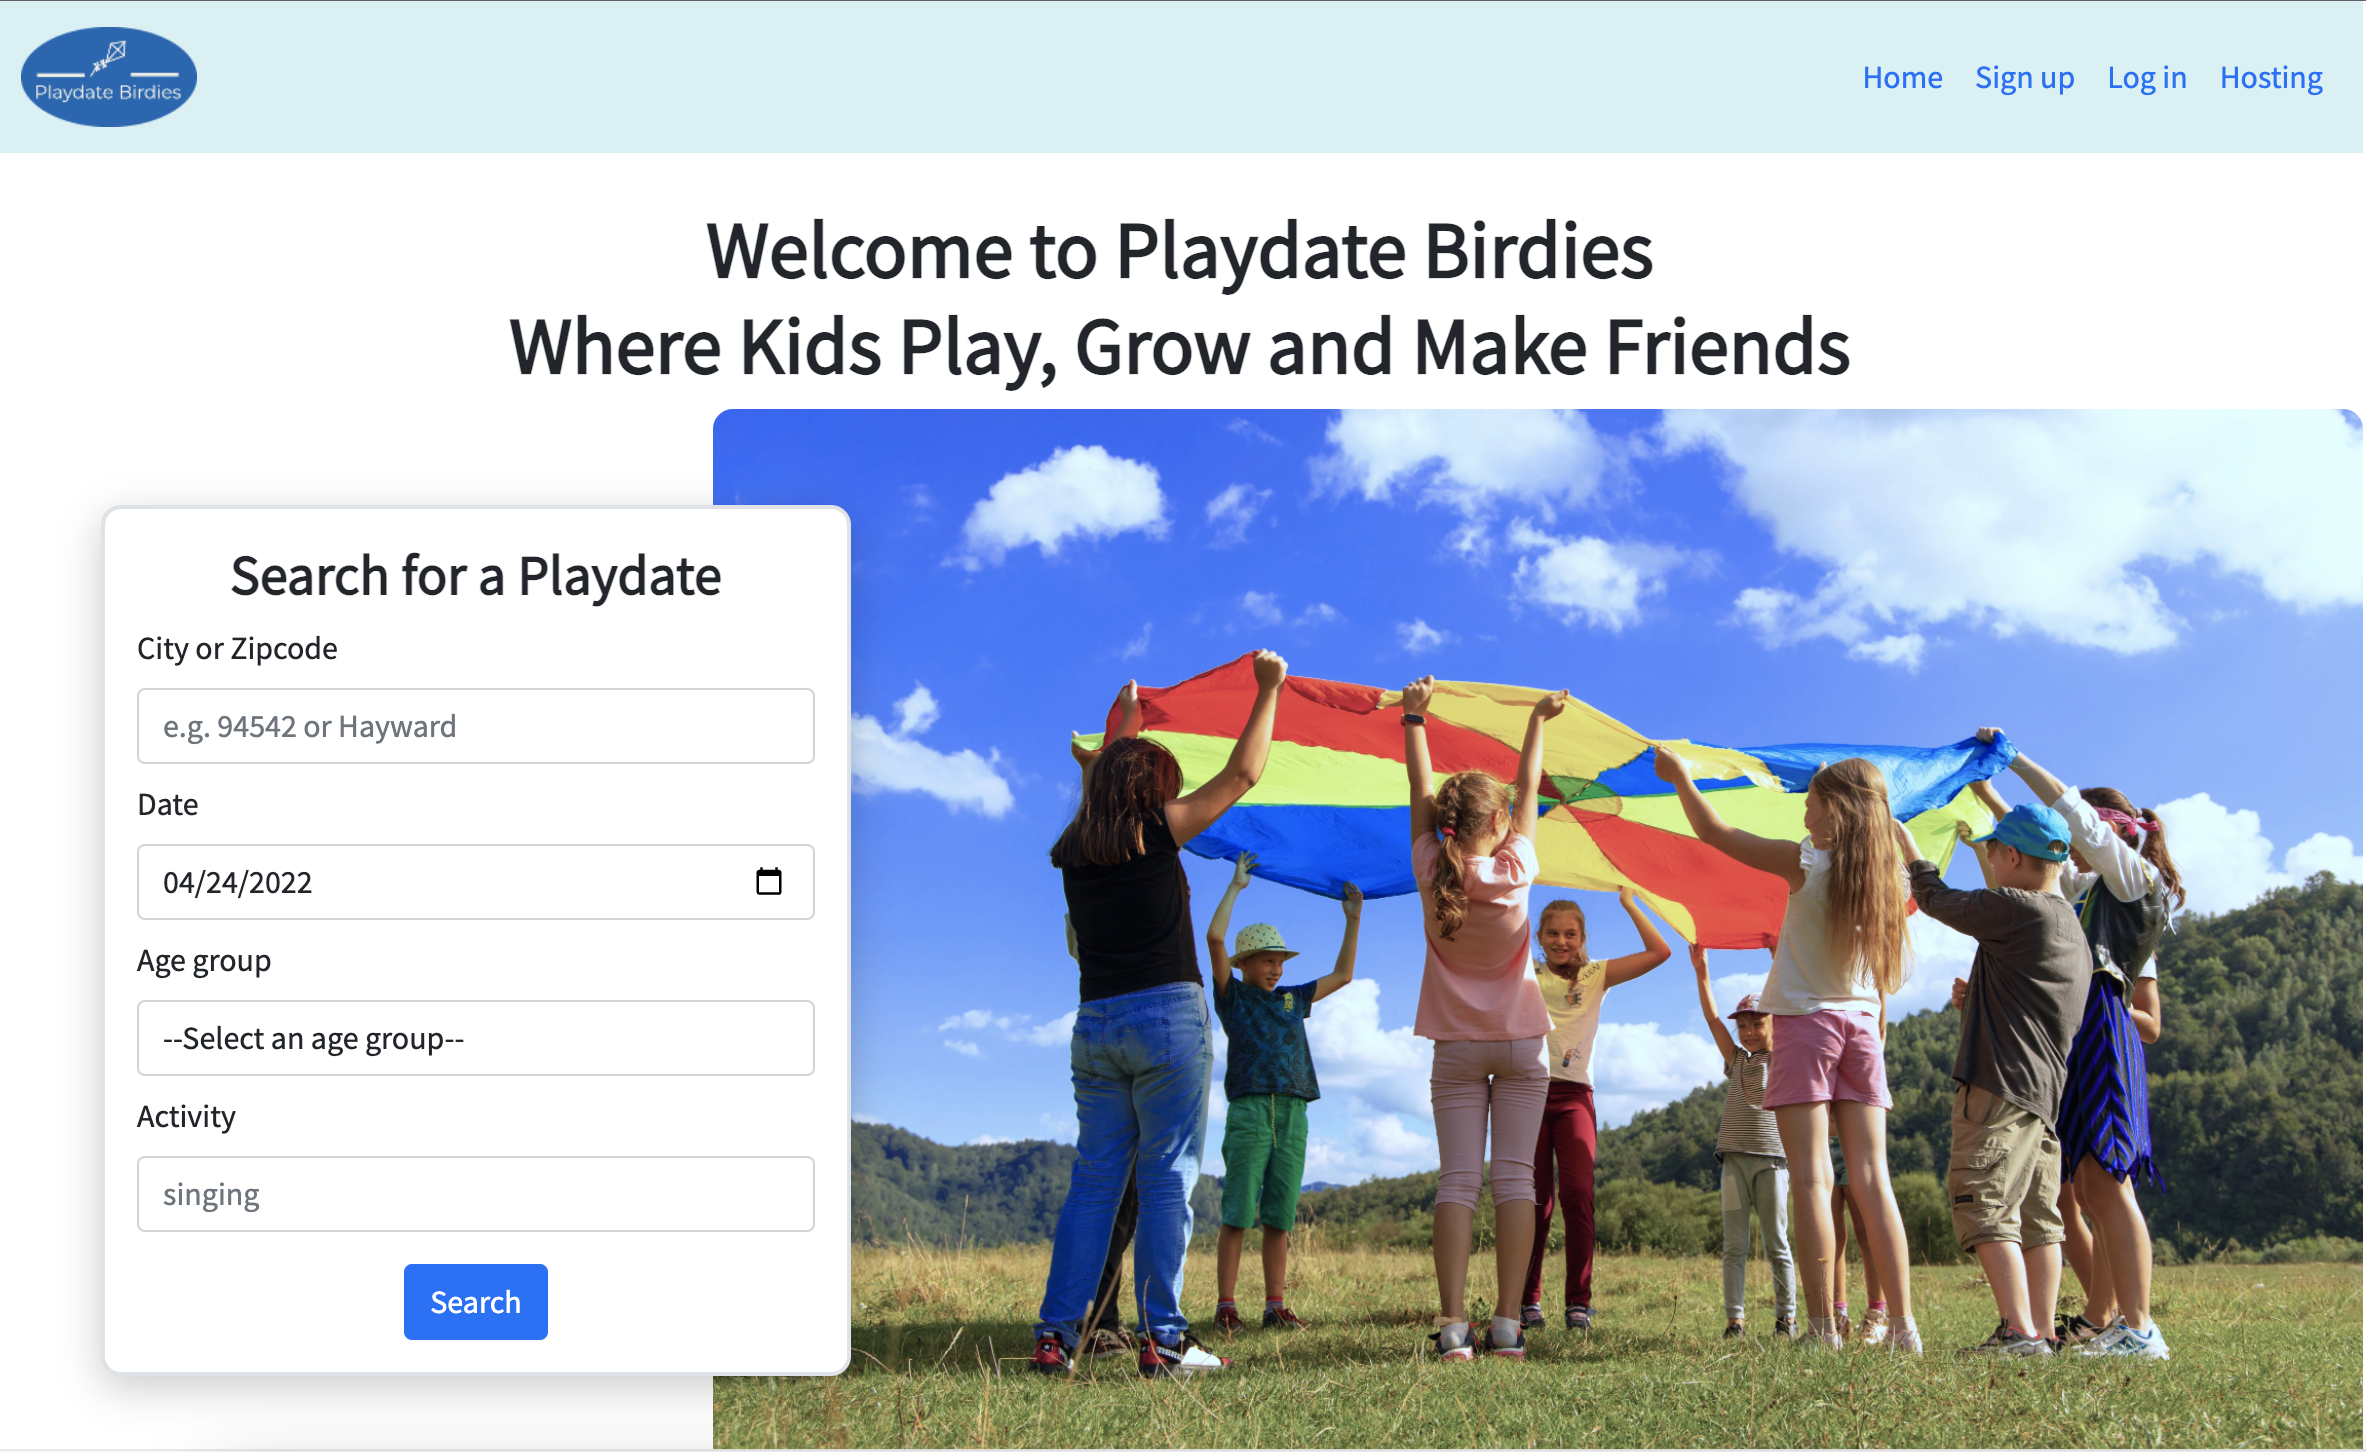 Playdate Birdies
Home Sign up Log in Hosting
Welcome to Playdate Birdies
Where Kids Play, Grow and Make Friends
Search for a Playdate
City or Zipcode
e.g. 94542 or Hayward
Date
04/24/2022
Age group
--Select an age group--
Activity
singing
Search